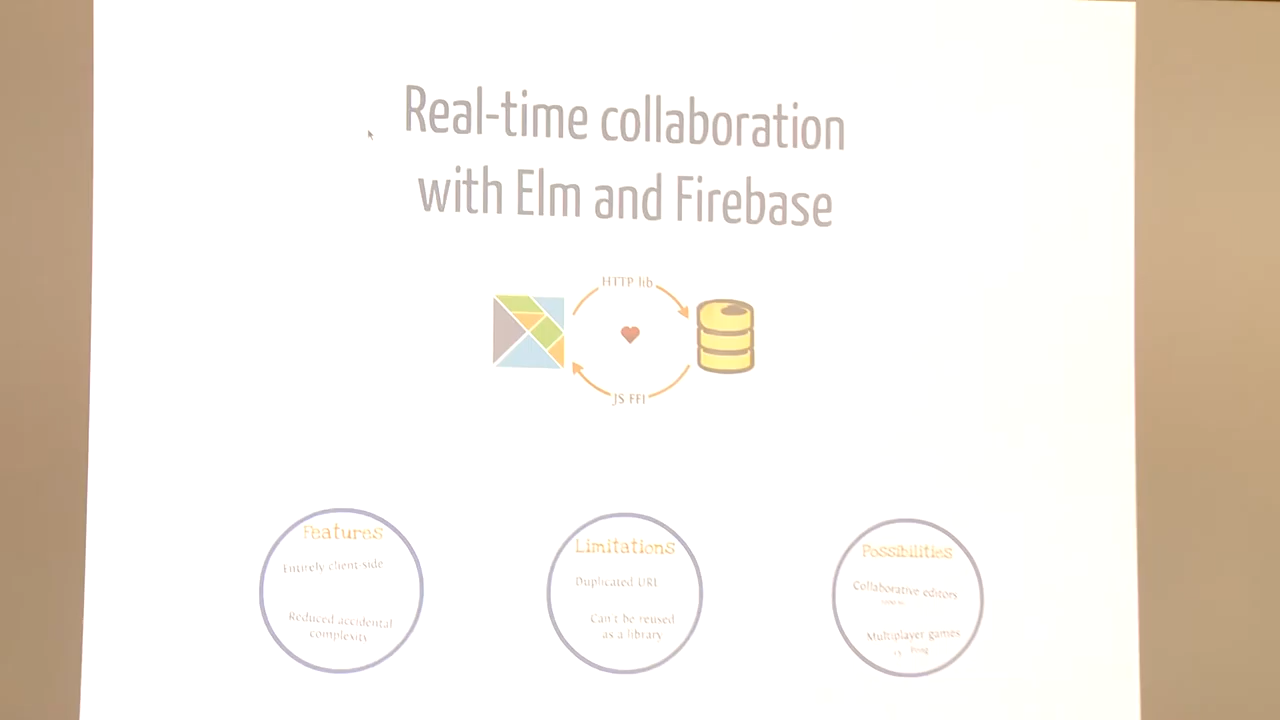 Real-time collaboration
with Elm and Firebase
HTTP lib
JS FFI
Features
Entirely client-side
Reduced accidental
complexity
Limitations
Duplicated URL
Can't be reused
as a library
Possibilities
Collaborative editors
Multiplayer games
Pong